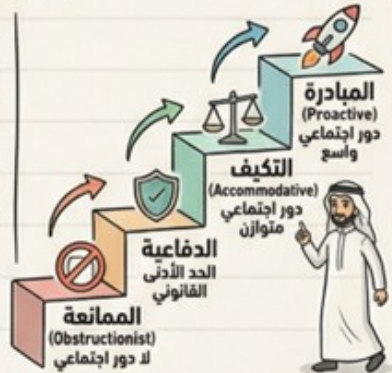 المبادرة
(Proactive)
دور اجتماعي
واسع
التكيف
(Accommodative)
دور اجتماعي
متوازن
الدفاعية
الحد الأدنى
القانوني
الممانعة
(Obstructionist)
لا دور اجتماعي